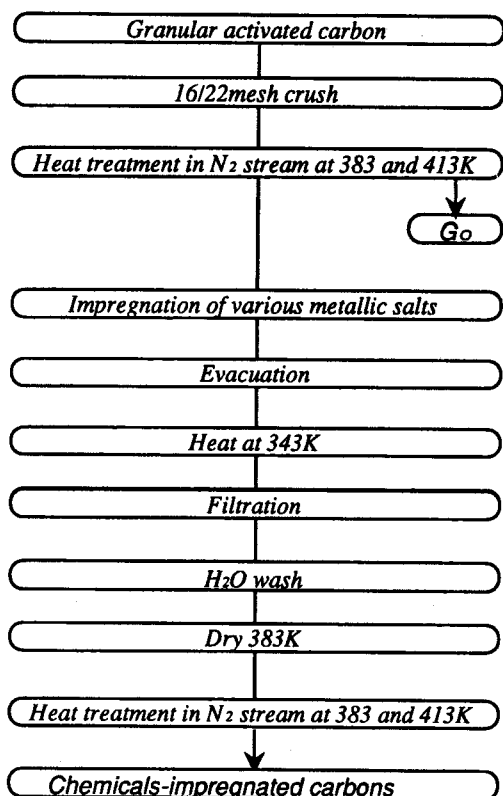 Granular activated carbon
16/22mesh crush
Heat treatment in N₂ stream at 383 and 413K
Go
Impregnation of various metallic salts
Evacuation
Heat at 343K
Filtration
H₂O wash
Dry 383K
Heat treatment in N₂ stream at 383 and 413K
Chemicals-impregnated carbons